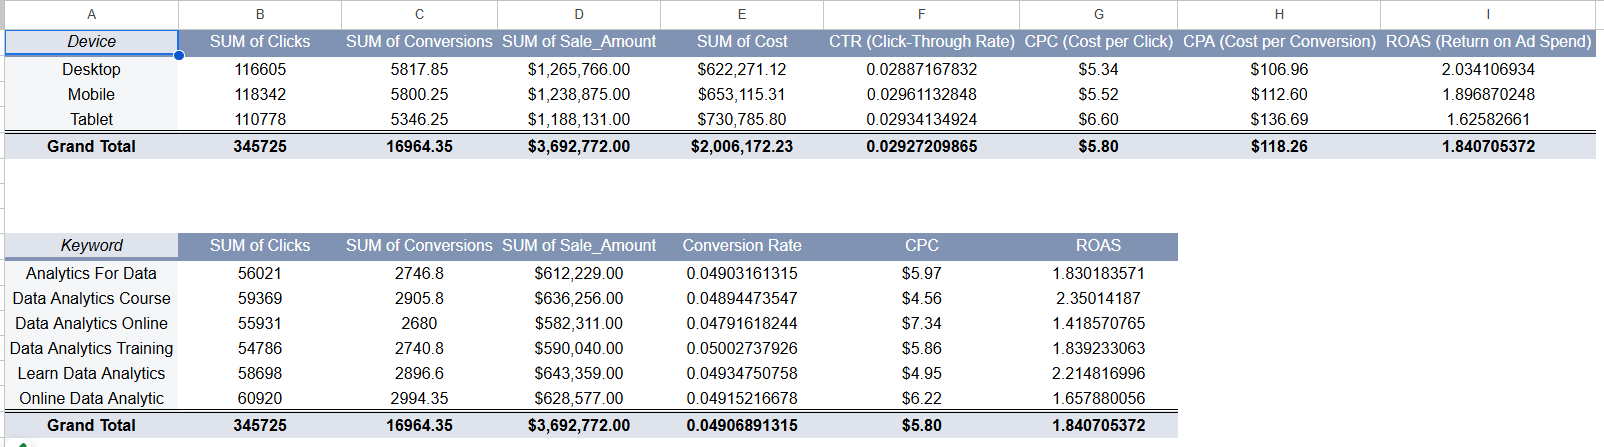 A B C D E F G H I
Device SUM of Clicks SUM of Conversions SUM of Sale_Amount SUM of Cost CTR (Click-Through Rate) CPC (Cost per Click) CPA (Cost per Conversion) ROAS (Return on Ad Spend)
Desktop 116605 5817.85 $1,265,766.00 $622,271.12 0.02887167832 $5.34 $106.96 2.034106934
Mobile 118342 5800.25 $1,238,875.00 $653,115.31 0.02961132848 $5.52 $112.60 1.896870248
Tablet 110778 5346.25 $1,188,131.00 $730,785.80 0.02934134924 $6.60 $136.69 1.62582661
Grand Total 345725 16964.35 $3,692,772.00 $2,006,172.23 0.02927209865 $5.80 $118.26 1.840705372
Keyword SUM of Clicks SUM of Conversions SUM of Sale_Amount Conversion Rate CPC ROAS
Analytics For Data 56021 2746.8 $612,229.00 0.04903161315 $5.97 1.830183571
Data Analytics Course 59369 2905.8 $636,256.00 0.04894473547 $4.56 2.35014187
Data Analytics Online 55931 2680 $582,311.00 0.04791618244 $7.34 1.418570765
Data Analytics Training 54786 2740.8 $590,040.00 0.05002737926 $5.86 1.839233063
Learn Data Analytics 58698 2896.6 $643,359.00 0.04934750758 $4.95 2.214816996
Online Data Analytic 60920 2994.35 $628,577.00 0.04915216678 $6.22 1.657880056
Grand Total 345725 16964.35 $3,692,772.00 0.04906891315 $5.80 1.840705372